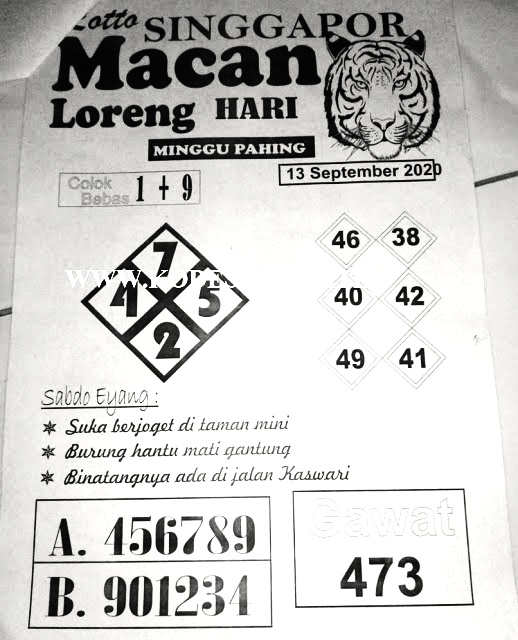 Lotto SINGGAPOR
Macan
Loreng HARI
MINGGU PAHING
13 September 2020
Colok
Bebas 1 + 9
7
4 5
2
46 38
40 42
49 41
Sabdo Eyang :
Suka berjoget di taman mini
Burung hantu mati gantung
Binatangnya ada di jalan Kaswari
A. 456789
B. 901234
Gawat
473